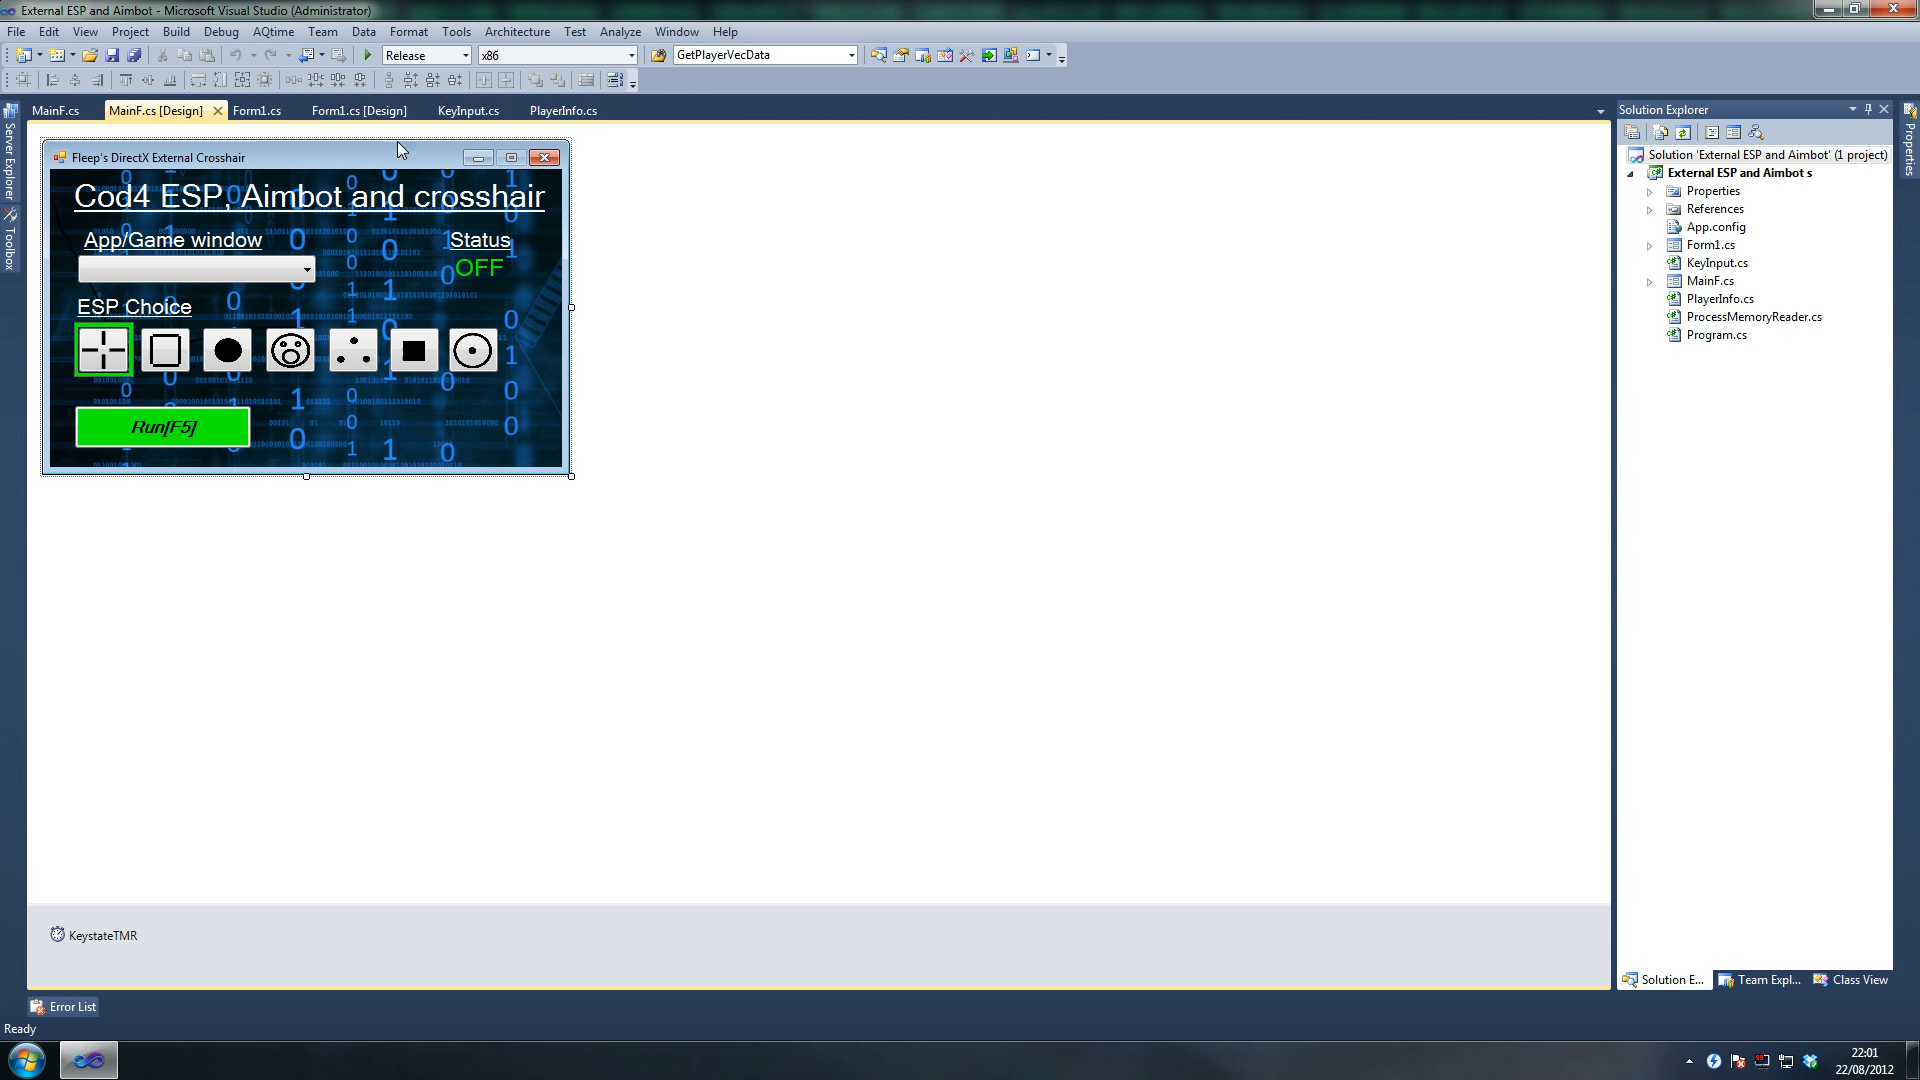 External ESP and Aimbot - Microsoft Visual Studio (Administrator)
File Edit View Project Build Debug AQtime Team Data Format Tools Architecture Test Analyze Window Help
Release x86 GetPlayerVecData
MainF.cs MainF.cs [Design] Form1.cs Form1.cs [Design] KeyInput.cs PlayerInfo.cs
Server Explorer
Toolbox
Fleep's DirectX External Crosshair
Cod4 ESP, Aimbot and crosshair
App/Game window Status
OFF
ESP Choice
Run[F5]
KeystateTMR
Solution Explorer
Solution 'External ESP and Aimbot' (1 project)
External ESP and Aimbot s
Properties
References
App.config
Form1.cs
KeyInput.cs
MainF.cs
PlayerInfo.cs
ProcessMemoryReader.cs
Program.cs
Properties
Solution E... Team Expl... Class View
Error List
Ready
22:01
22/08/2012